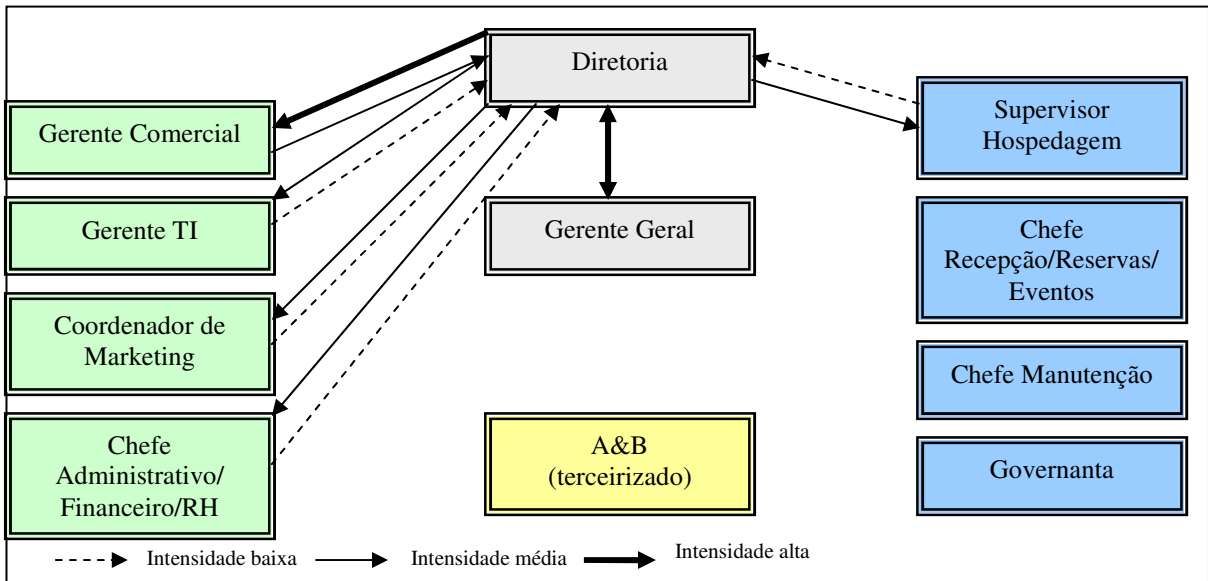 Diretoria
Gerente Comercial
Supervisor
Hospedagem
Gerente TI
Gerente Geral
Chefe
Recepção/Reservas/
Eventos
Coordenador de
Marketing
Chefe Manutenção
Chefe
Administrativo/
Financeiro/RH
A&B
(terceirizado)
Governanta
Intensidade baixa
Intensidade média
Intensidade alta